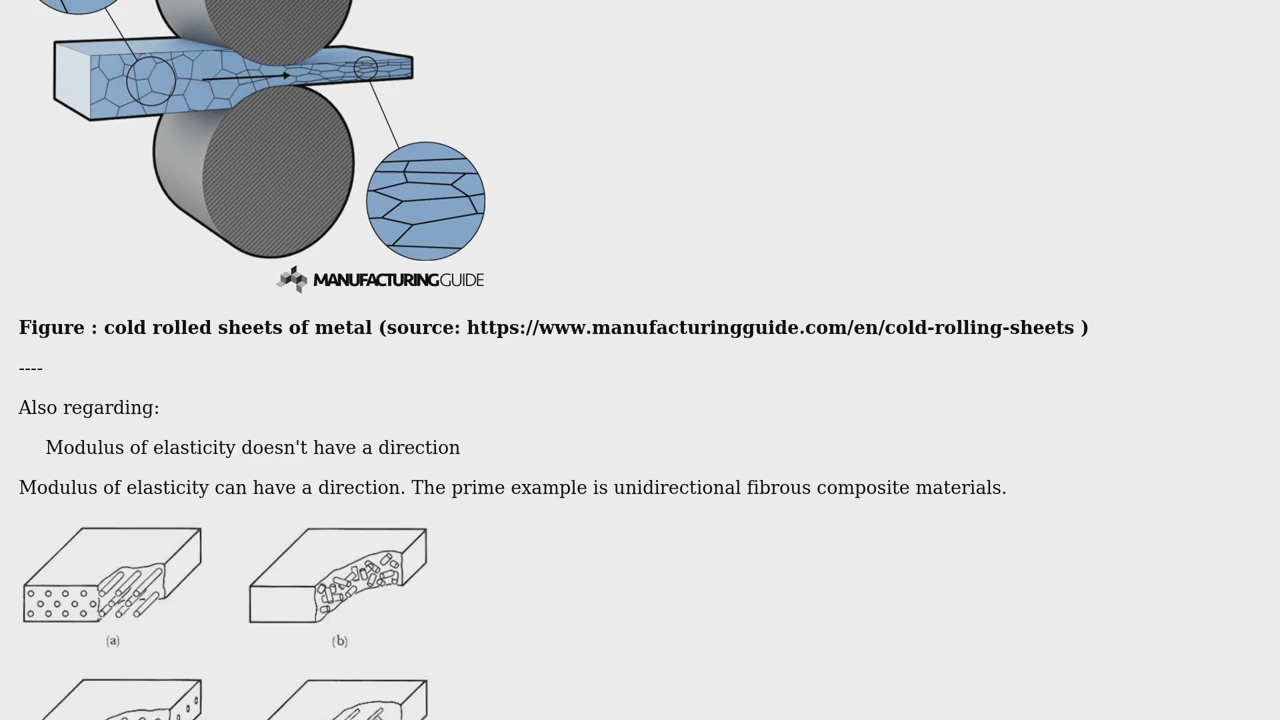 MANUFACTURINGGUIDE
Figure : cold rolled sheets of metal (source: https://www.manufacturingguide.com/en/cold-rolling-sheets )
----
Also regarding:
Modulus of elasticity doesn't have a direction
Modulus of elasticity can have a direction. The prime example is unidirectional fibrous composite materials.
(a)
(b)